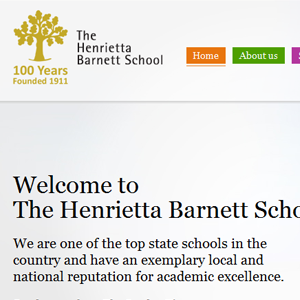 The
Henrietta
Barnett School
100 Years
Founded 1911
Home
About us
Welcome to
The Henrietta Barnett Scho
We are one of the top state schools in the
country and have an exemplary local and
national reputation for academic excellence.